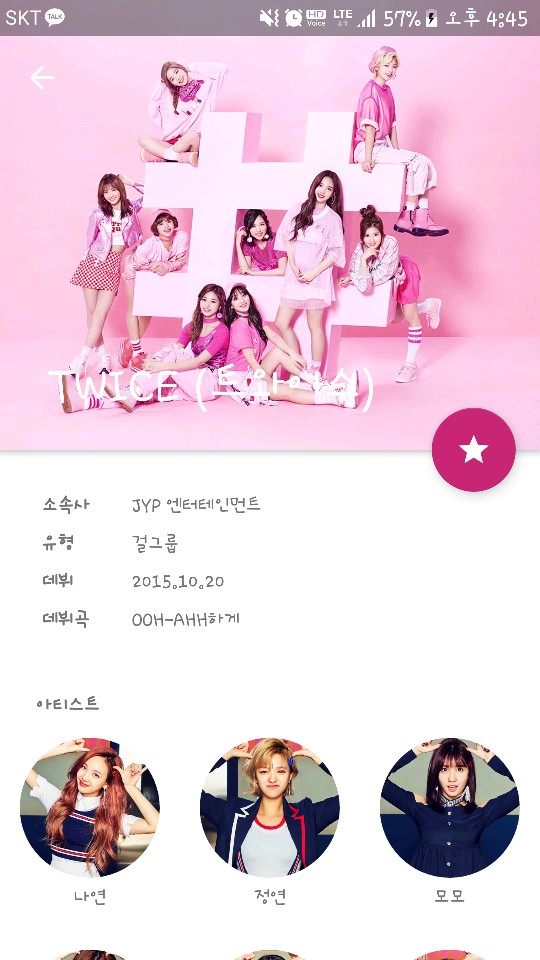 SKT TALK HD Voice LTE 57% 오후 4:45
TWICE (트와이스)
소속사 JYP 엔터테인먼트
유형 걸그룹
데뷔 2015.10.20
데뷔곡 OOH-AHH하게
아티스트
나연 정연 모모